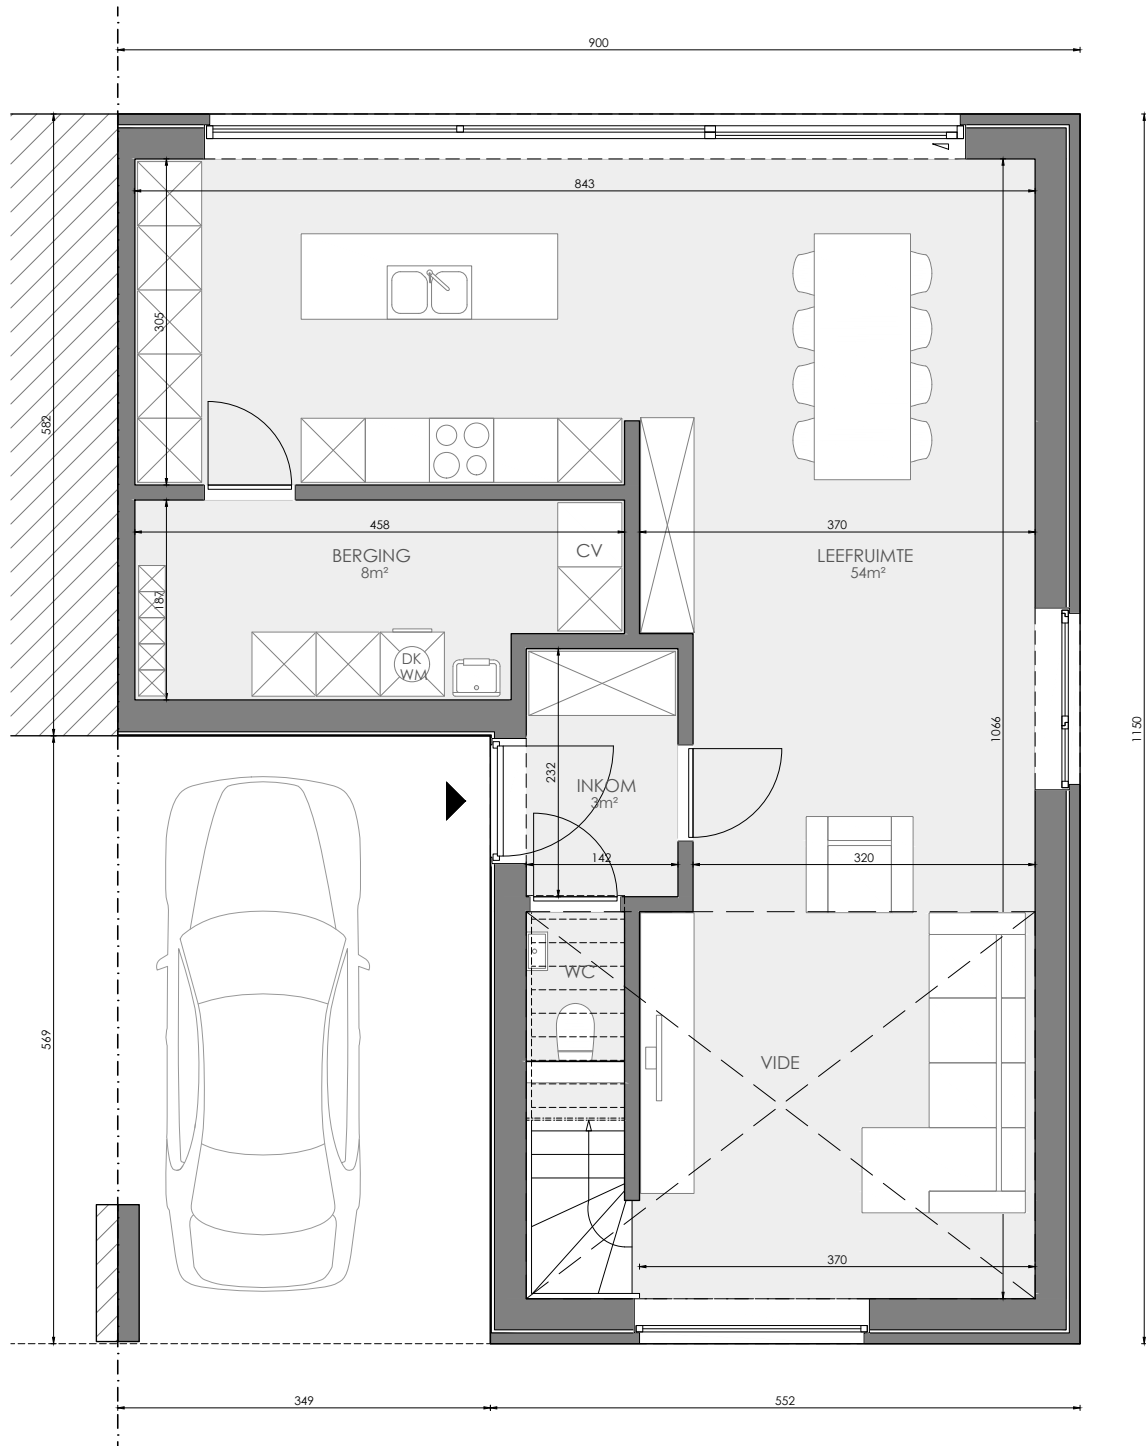 900
843
305
582
458
370
CV
BERGING
8m²
LEEFRUIMTE
54m²
187
DK
WM
1066
1150
232
INKOM
3m²
142
320
WC
569
VIDE
370
349
552